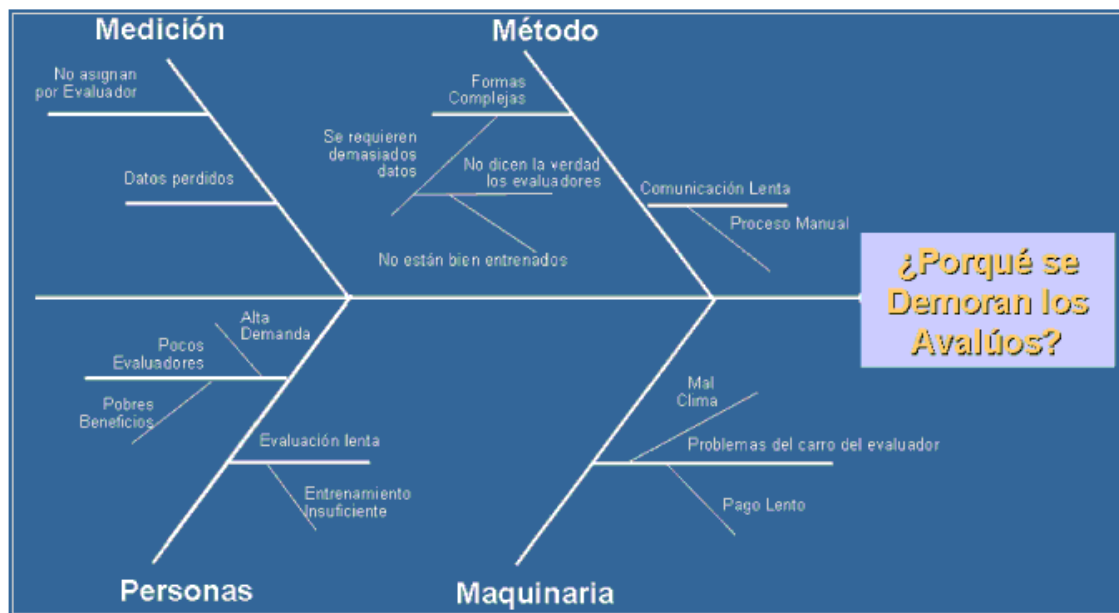 Medición
Método
No asignan
por Evaluador
Datos perdidos
Formas
Complejas
Se requieren
demasiados
datos
No dicen la verdad
los evaluadores
No están bien entrenados
Comunicación Lenta
Proceso Manual
¿Porqué se
Demoran los
Avalúos?
Alta
Demanda
Pocos
Evaluadores
Pobres
Beneficios
Evaluación lenta
Entrenamiento
Insuficiente
Mal
Clima
Problemas del carro del evaluador
Pago Lento
Personas
Maquinaria